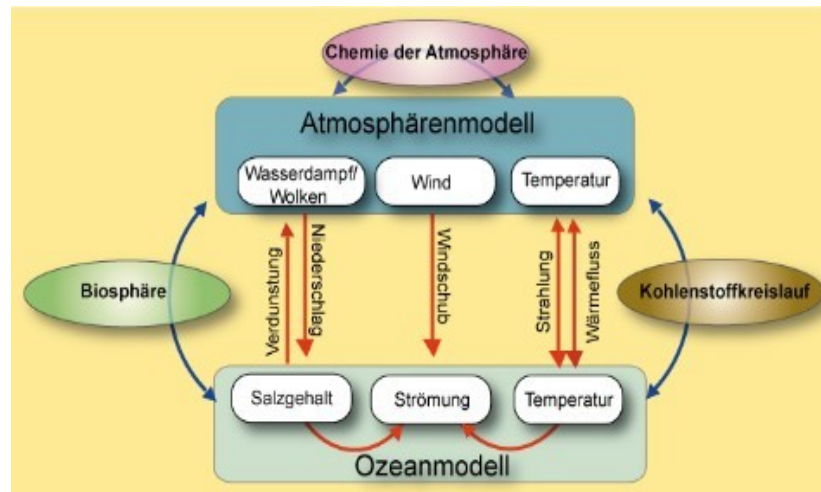 Chemie der Atmosphäre
Atmosphärenmodell
Wasserdampf/
Wolken
Wind
Temperatur
Verdunstung
Niederschlag
Windschub
Strahlung
Wärmefluss
Biosphäre
Kohlenstoffkreislauf
Salzgehalt
Strömung
Temperatur
Ozeanmodell